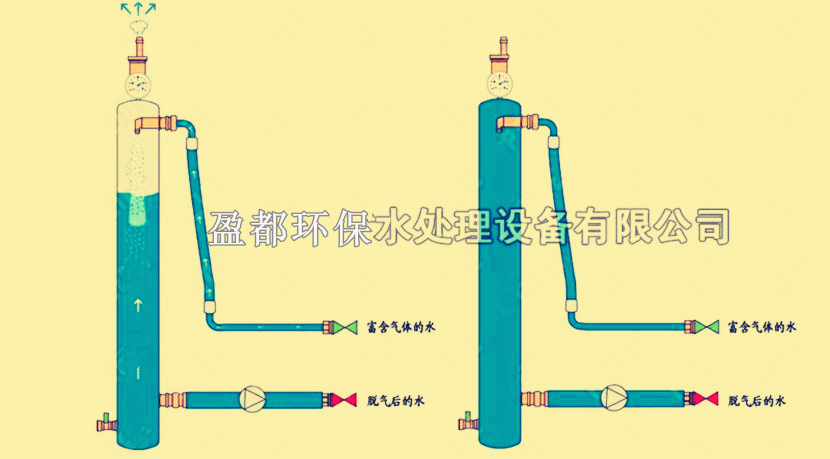 盈都环保水处理设备有限公司
富含气体的水
富含气体的水
脱气后的水
脱气后的水